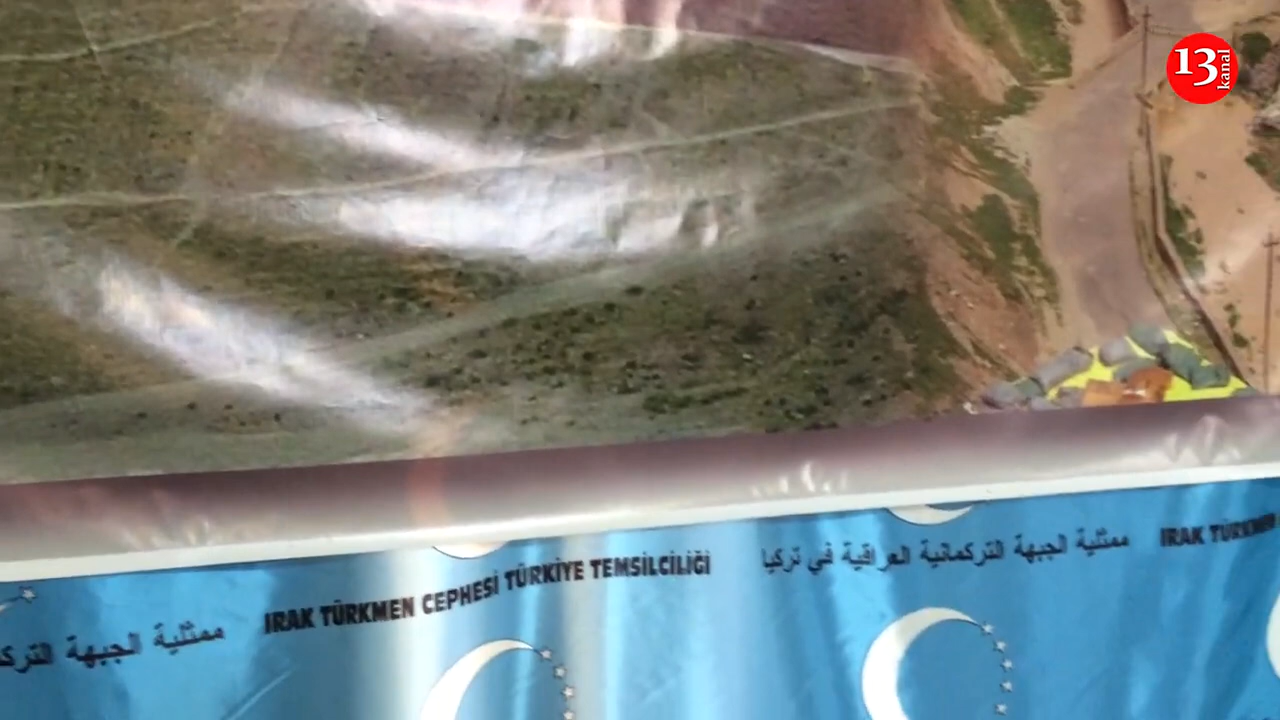 13 kanal
IRAK TÜRKMEN CEPHESİ TÜRKİYE TEMSİLCİLİĞİ
ممثلية الجبهة التركمانية العراقية في تركيا
IRAK TÜRKMEN
ممثلية الجبهة